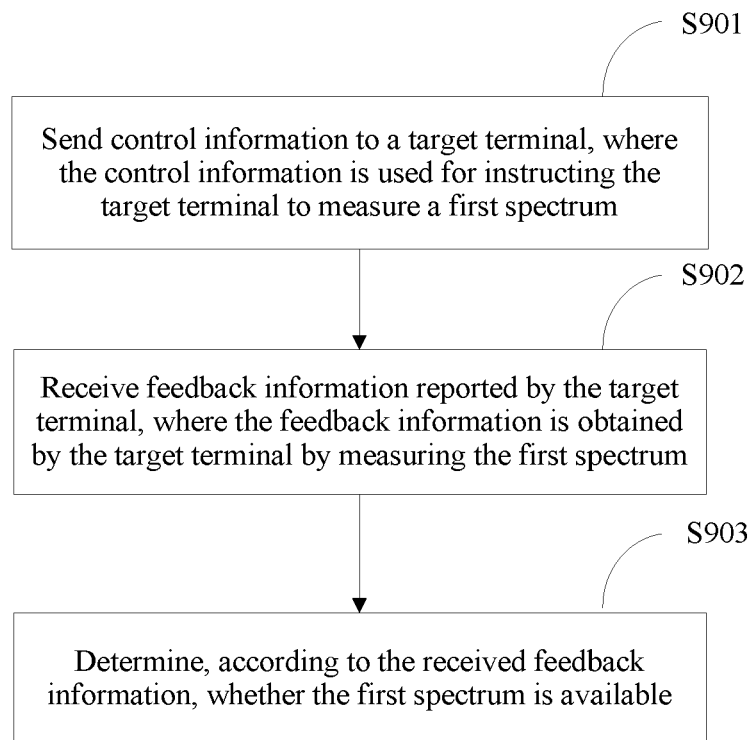 S901
Send control information to a target terminal, where
the control information is used for instructing the
target terminal to measure a first spectrum
S902
Receive feedback information reported by the target
terminal, where the feedback information is obtained
by the target terminal by measuring the first spectrum
S903
Determine, according to the received feedback
information, whether the first spectrum is available